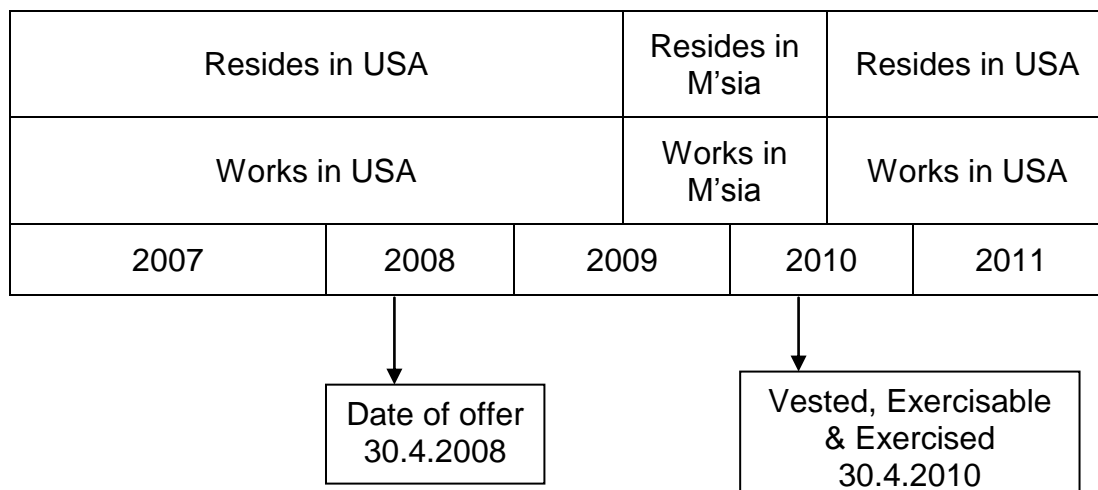 Resides in USA
Resides in
M'sia
Resides in USA
Works in USA
Works in
M'sia
Works in USA
2007
2008
2009
2010
2011
Date of offer
30.4.2008
Vested, Exercisable
& Exercised
30.4.2010